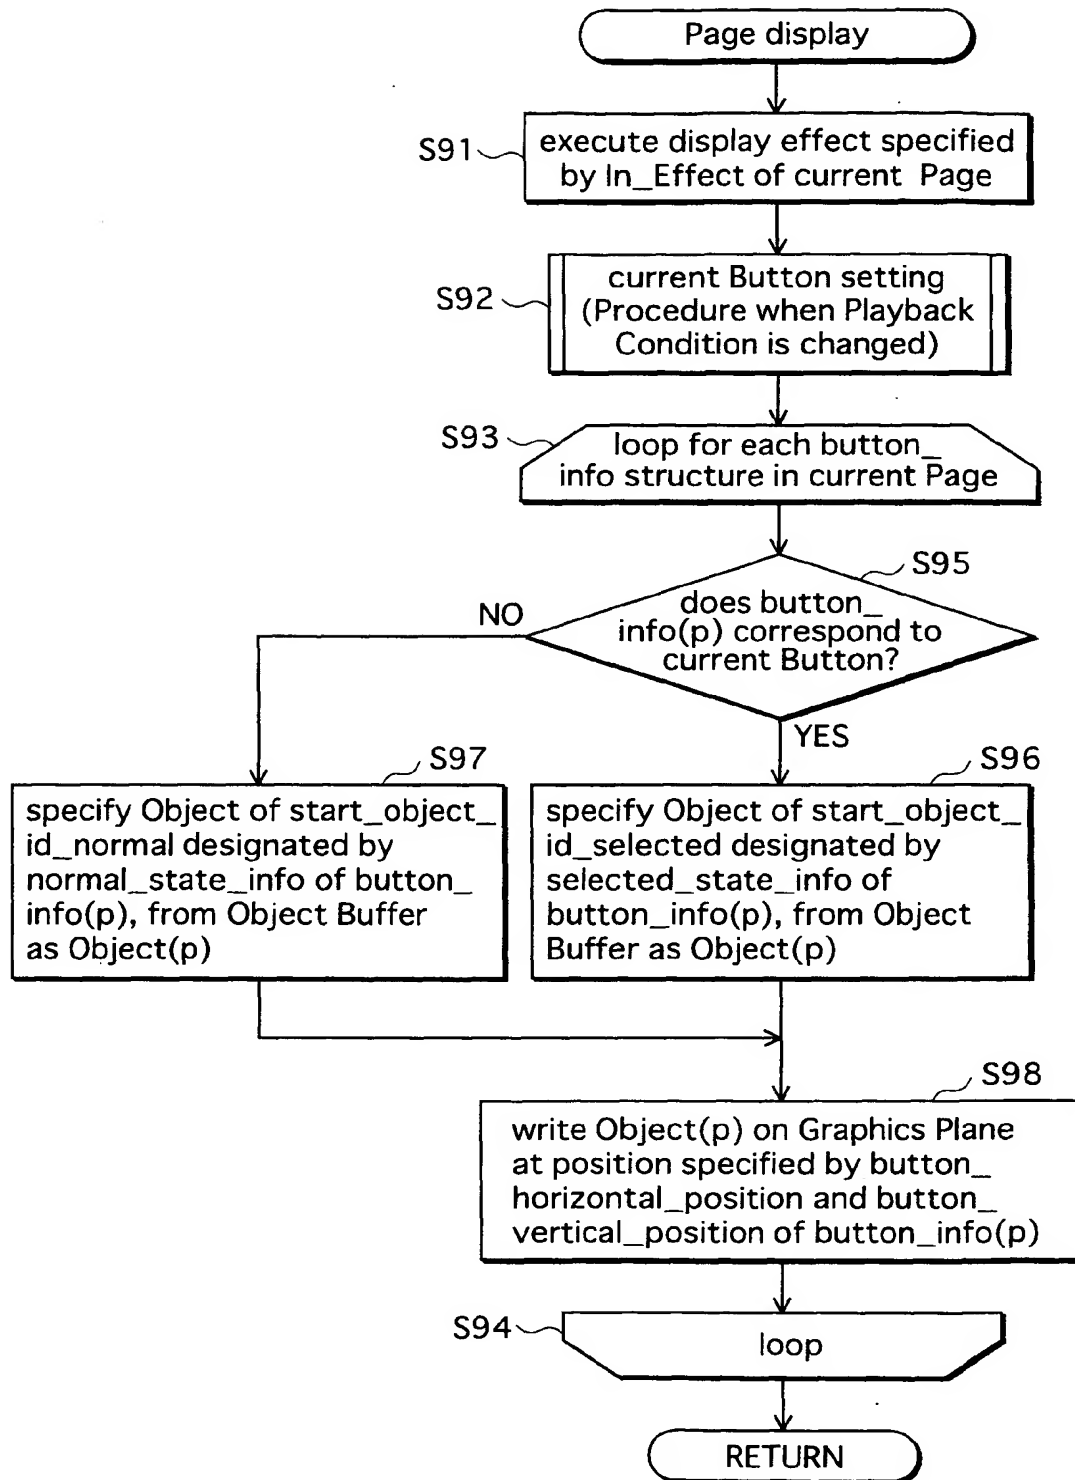 Page display
S91
execute display effect specified
by In_Effect of current Page
S92
current Button setting
(Procedure when Playback
Condition is changed)
S93
loop for each button_
info structure in current Page
S95
does button_
info(p) correspond to
current Button?
NO
YES
S97
specify Object of start_object_
id_normal designated by
normal_state_info of button_
info(p), from Object Buffer
as Object(p)
S96
specify Object of start_object_
id_selected designated by
selected_state_info of
button_info(p), from Object
Buffer as Object(p)
S98
write Object(p) on Graphics Plane
at position specified by button_
horizontal_position and button_
vertical_position of button_info(p)
S94
loop
RETURN